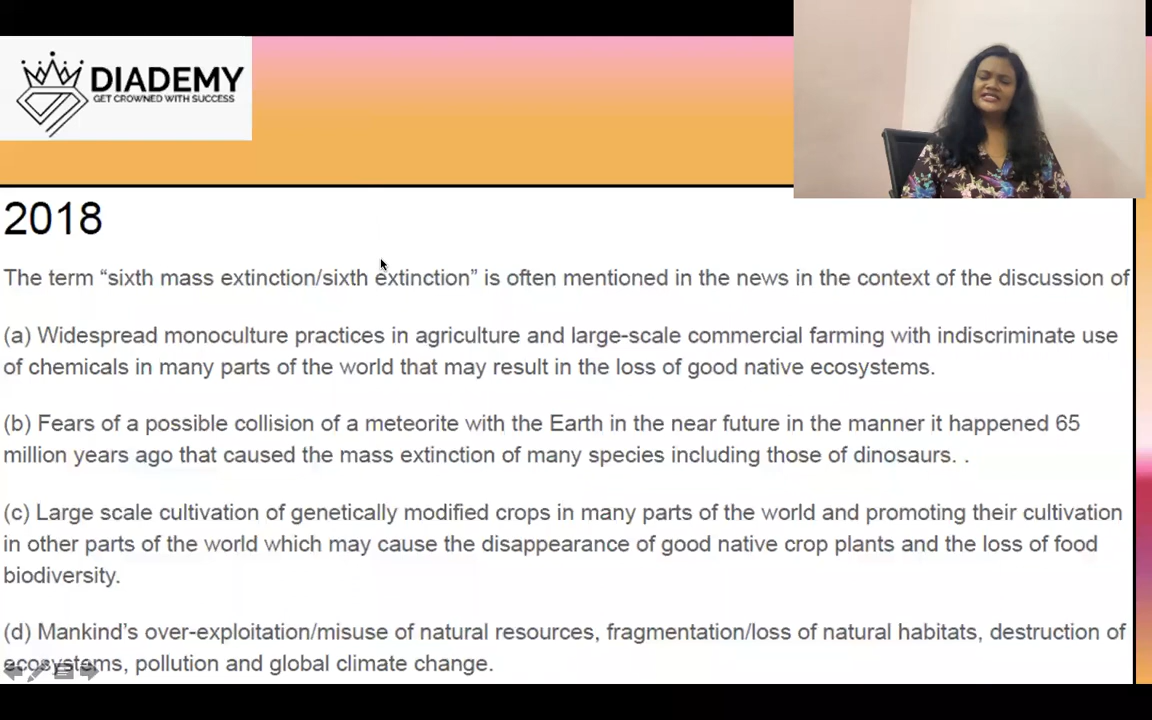 DIADEMY
GET CROWNED WITH SUCCESS
2018
The term “sixth mass extinction/sixth extinction” is often mentioned in the news in the context of the discussion of
(a) Widespread monoculture practices in agriculture and large-scale commercial farming with indiscriminate use
of chemicals in many parts of the world that may result in the loss of good native ecosystems.
(b) Fears of a possible collision of a meteorite with the Earth in the near future in the manner it happened 65
million years ago that caused the mass extinction of many species including those of dinosaurs. .
(c) Large scale cultivation of genetically modified crops in many parts of the world and promoting their cultivation
in other parts of the world which may cause the disappearance of good native crop plants and the loss of food
biodiversity.
(d) Mankind’s over-exploitation/misuse of natural resources, fragmentation/loss of natural habitats, destruction of
ecosystems, pollution and global climate change.